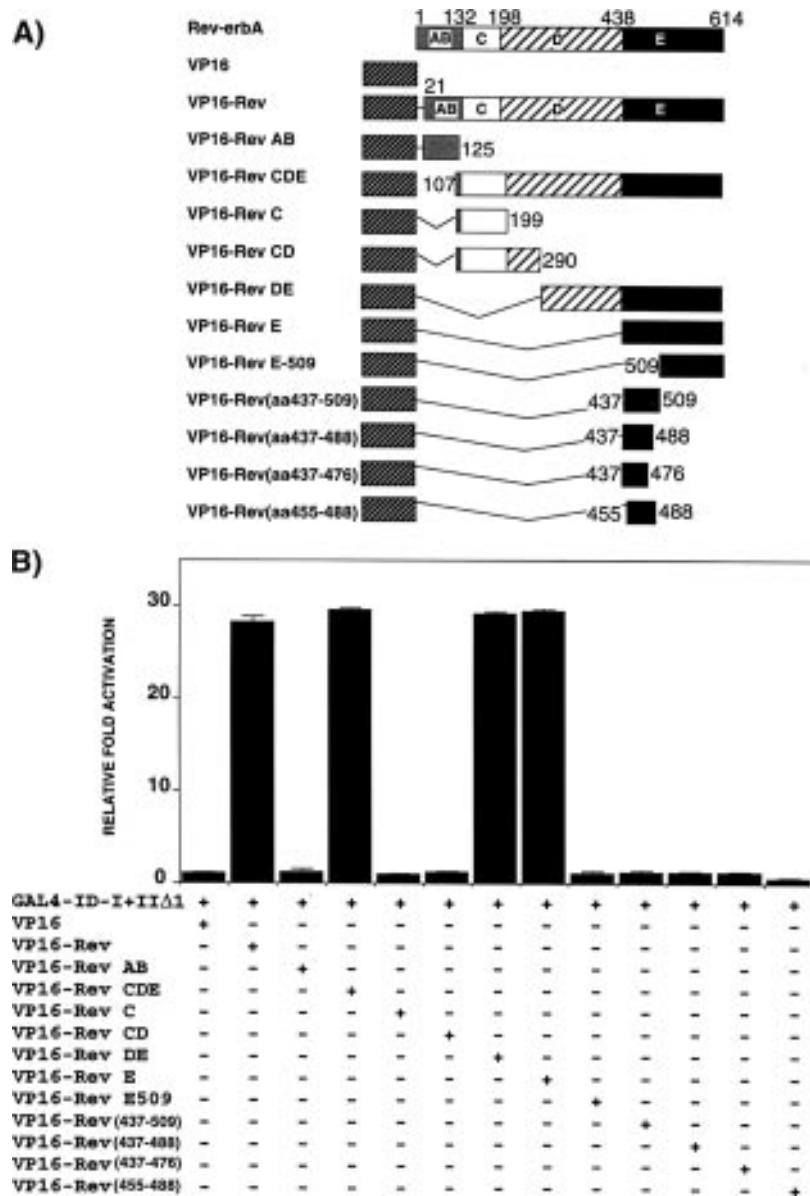 A)
1 132 198 438 614
Rev-erbA AB C D E
VP16
21
VP16-Rev AB C D E
VP16-Rev AB 125
VP16-Rev CDE 107
VP16-Rev C 199
VP16-Rev CD 290
VP16-Rev DE
VP16-Rev E
VP16-Rev E-509 509
VP16-Rev(aa437-509) 437 509
VP16-Rev(aa437-488) 437 488
VP16-Rev(aa437-476) 437 476
VP16-Rev(aa455-488) 455 488
B)
RELATIVE FOLD ACTIVATION
30
20
10
0
GAL4-ID-I+IIΔ1 + + + + + + + + + + + + +
VP16 + - - - - - - - - - - - -
VP16-Rev - + - - - - - - - - - - -
VP16-Rev AB - - + - - - - - - - - - -
VP16-Rev CDE - - - + - - - - - - - - -
VP16-Rev C - - - - + - - - - - - - -
VP16-Rev CD - - - - - + - - - - - - -
VP16-Rev DE - - - - - - + - - - - - -
VP16-Rev E - - - - - - - + - - - - -
VP16-Rev E509 - - - - - - - - + - - - -
VP16-Rev(437-509) - - - - - - - - - + - - -
VP16-Rev(437-488) - - - - - - - - - - + - -
VP16-Rev(437-476) - - - - - - - - - - - + -
VP16-Rev(455-488) - - - - - - - - - - - - +